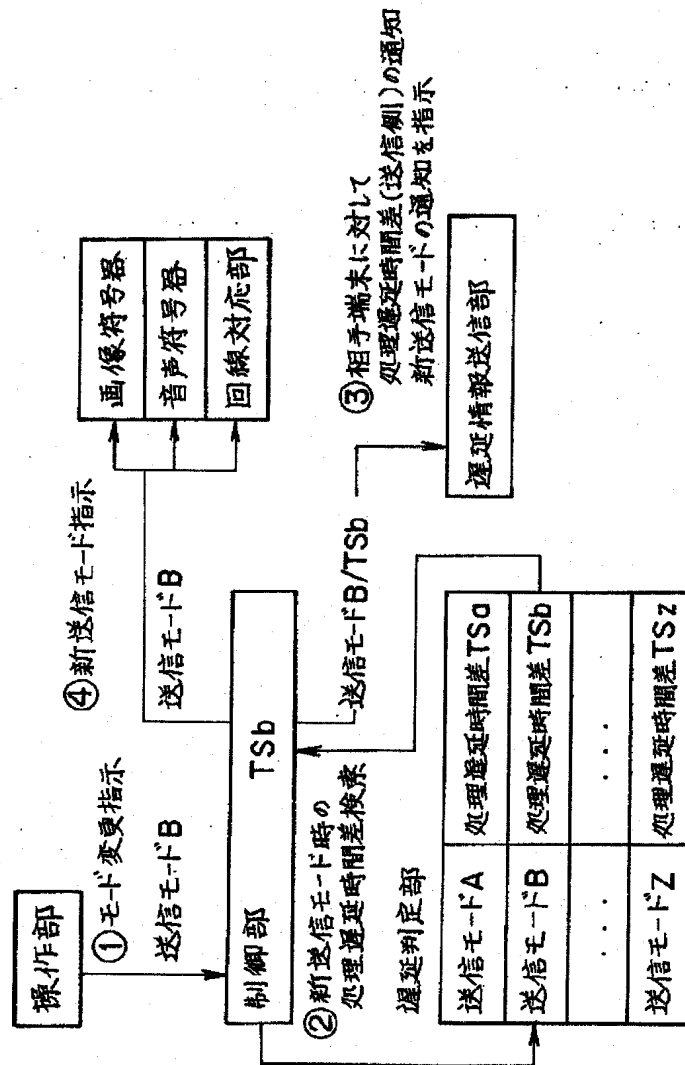 操作部
①モード変更指示
送信モードB
制御部
TSb
②新送信モード時の
処理遅延時間差検索
④新送信モード指示
送信モードB
画像符号器
音声符号器
回線対応部
送信モードB/TSb
③相手端末に対して
処理遅延時間差(送信側)の通知
新送信モードの通知を指示
遅延情報送信部
遅延判定部
送信モードA 処理遅延時間差TSa
送信モードB 処理遅延時間差TSb
... ...
送信モードZ 処理遅延時間差TSz